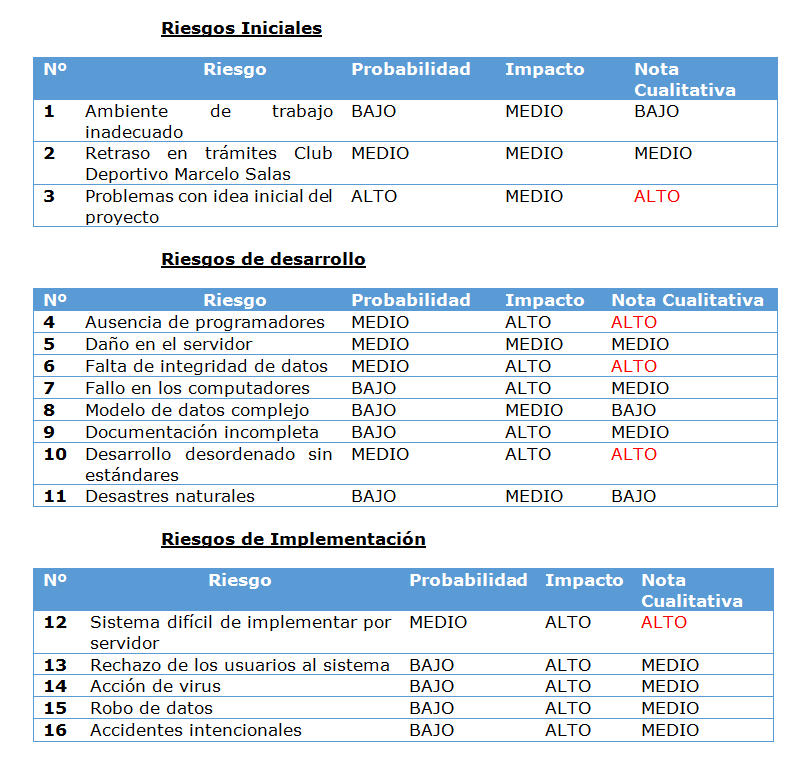 Riesgos Iniciales
Nº Riesgo Probabilidad Impacto Nota
Cualitativa
1 Ambiente de trabajo BAJO MEDIO BAJO
inadecuado
2 Retraso en trámites Club MEDIO MEDIO MEDIO
Deportivo Marcelo Salas
3 Problemas con idea inicial del ALTO MEDIO ALTO
proyecto
Riesgos de desarrollo
Nº Riesgo Probabilidad Impacto Nota Cualitativa
4 Ausencia de programadores MEDIO ALTO ALTO
5 Daño en el servidor MEDIO MEDIO MEDIO
6 Falta de integridad de datos MEDIO ALTO ALTO
7 Fallo en los computadores BAJO ALTO MEDIO
8 Modelo de datos complejo BAJO MEDIO BAJO
9 Documentación incompleta BAJO ALTO MEDIO
10 Desarrollo desordenado sin MEDIO ALTO ALTO
estándares
11 Desastres naturales BAJO MEDIO BAJO
Riesgos de Implementación
Nº Riesgo Probabilidad Impacto Nota
Cualitativa
12 Sistema difícil de implementar por MEDIO ALTO ALTO
servidor
13 Rechazo de los usuarios al sistema BAJO ALTO MEDIO
14 Acción de virus BAJO ALTO MEDIO
15 Robo de datos BAJO ALTO MEDIO
16 Accidentes intencionales BAJO ALTO MEDIO